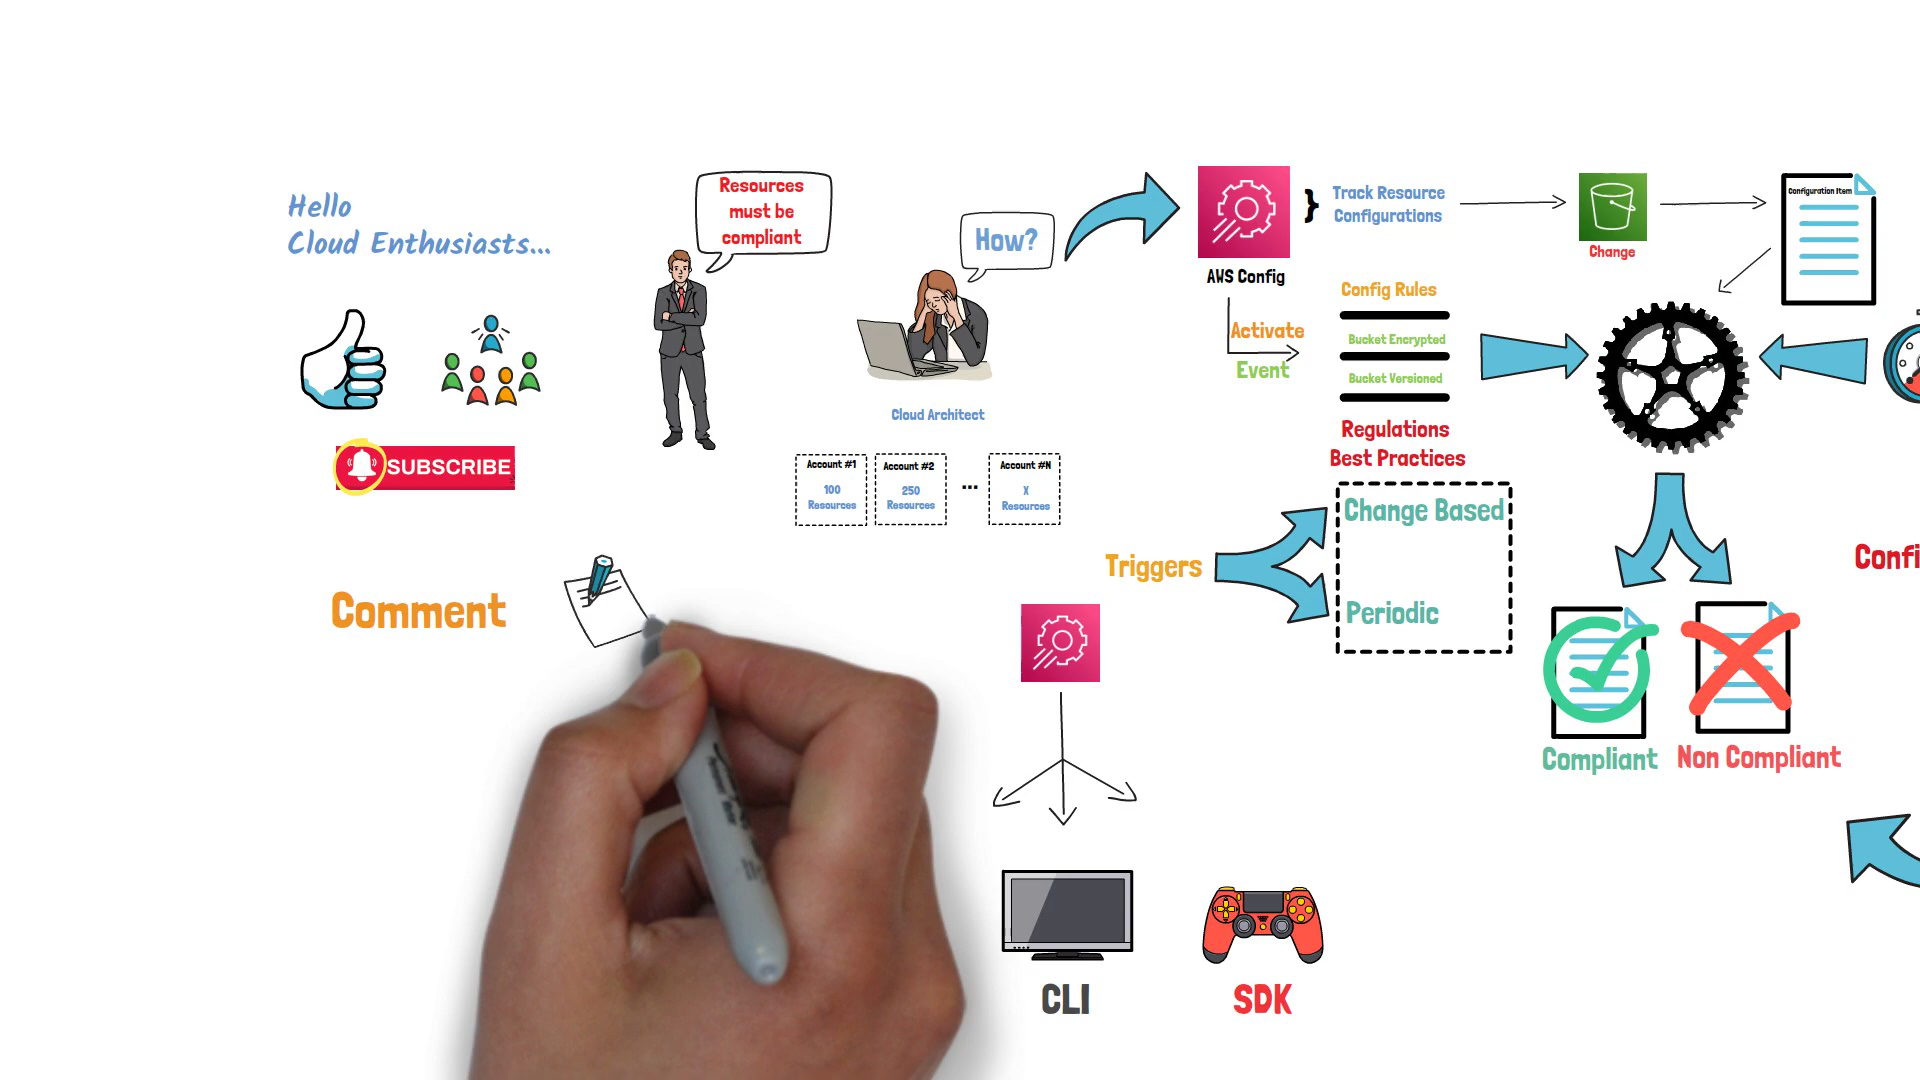 Hello
Cloud Enthusiasts...
SUBSCRIBE
Comment
Resources
must be
compliant
How?
Cloud Architect
Account #1
100
Resources
Account #2
250
Resources
...
Account #N
X
Resources
AWS Config
}
Track Resource
Configurations
Change
Configuration Item
Activate
Event
Config Rules
Bucket Encrypted
Bucket Versioned
Regulations
Best Practices
Triggers
Change Based
Periodic
Compliant
Non Compliant
Confi
CLI
SDK